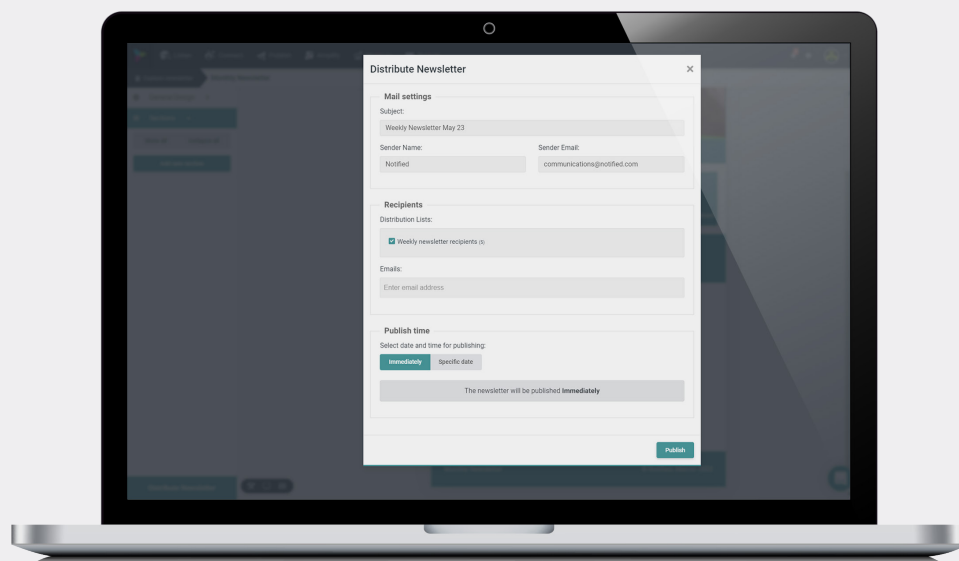 Distribute Newsletter
Mail settings
Subject:
Weekly Newsletter May 23
Sender Name:
Sender Email:
Notified
communications@notified.com
Recipients
Distribution Lists:
Weekly newsletter recipients (5)
Emails:
Enter email address
Publish time
Select date and time for publishing:
Immediately
Specific date
The newsletter will be published Immediately
Publish